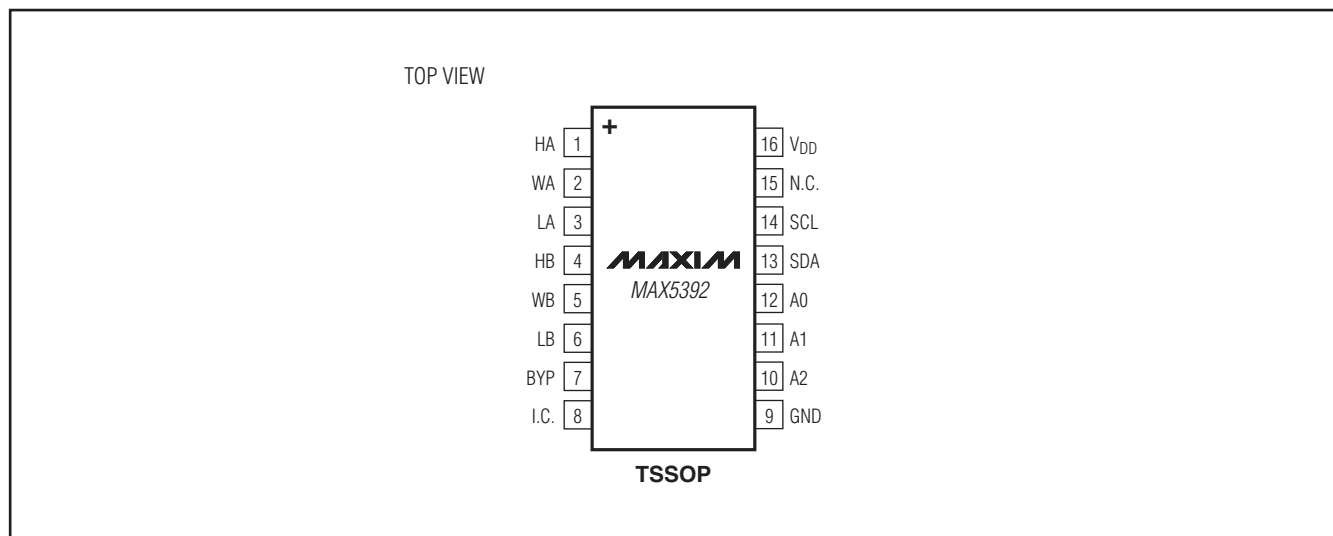 TOP VIEW
+
HA 1 16 VDD
WA 2 15 N.C.
LA 3 14 SCL
HB 4 MAXIM 13 SDA
WB 5 MAX5392 12 A0
LB 6 11 A1
BYP 7 10 A2
I.C. 8 9 GND
TSSOP